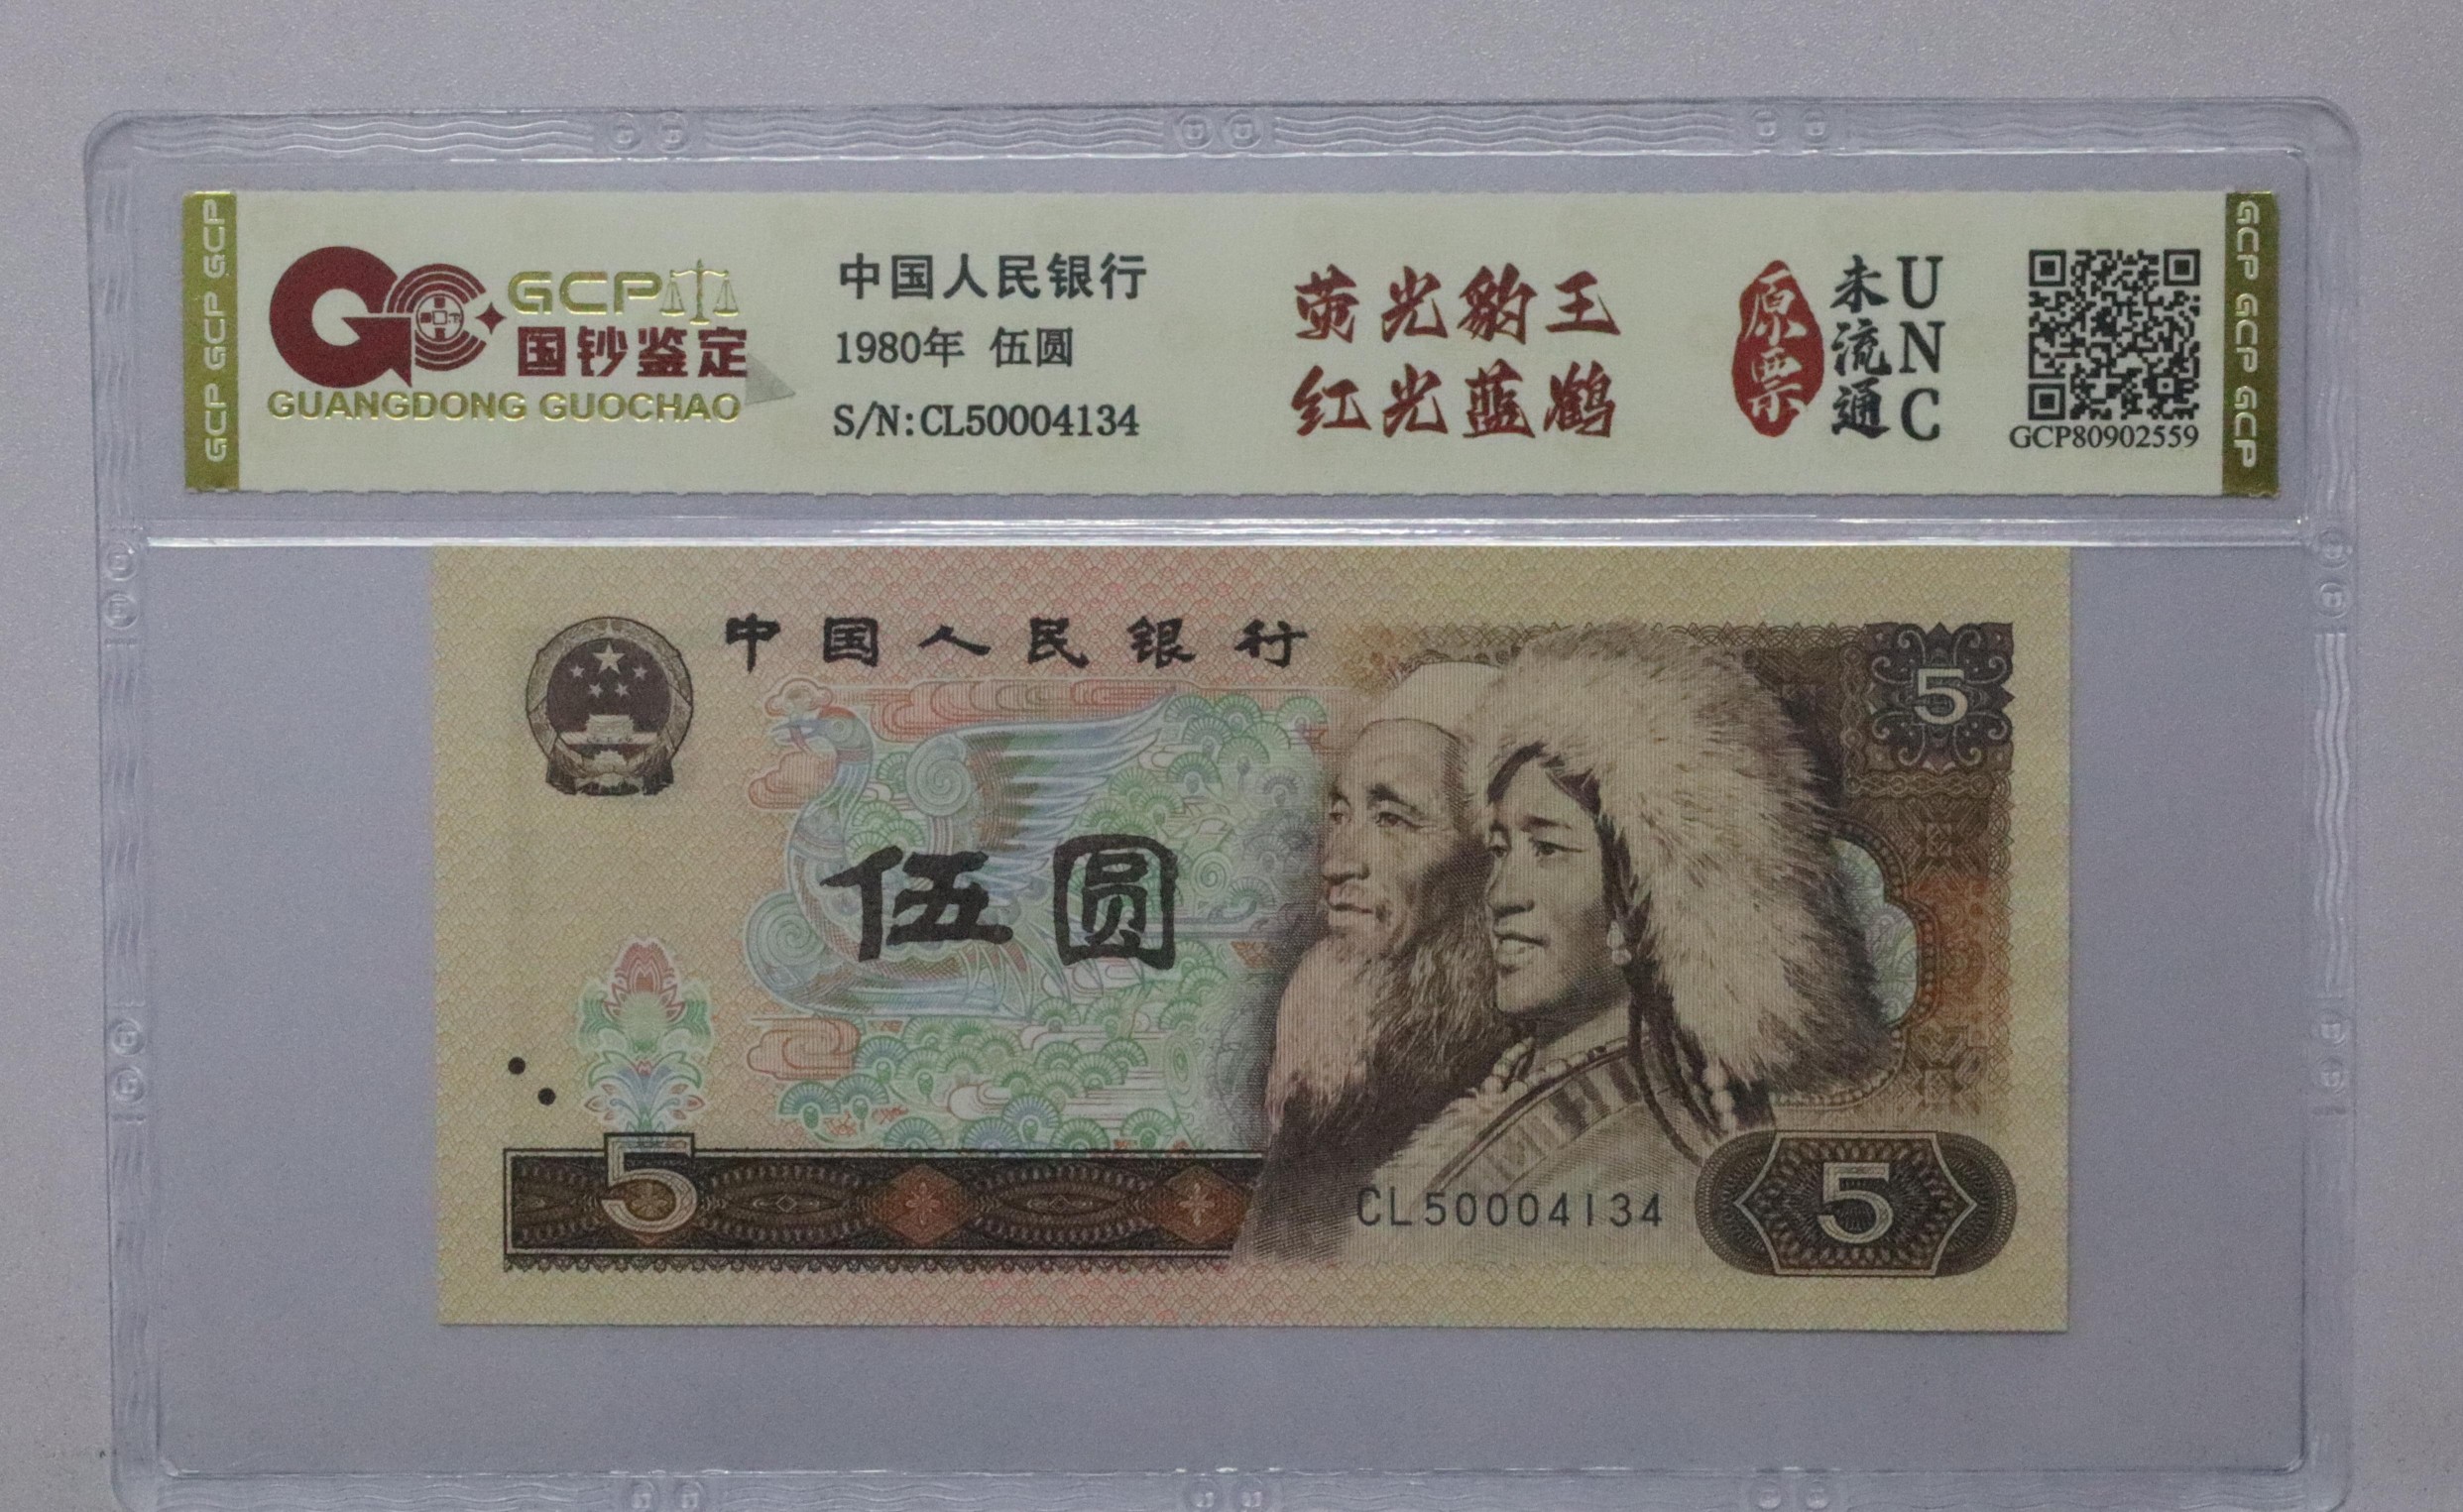 GCP GCP GCP
GCP
国钞鉴定
GUANGDONG GUOCHAO
中国人民银行
1980年 伍圆
S/N:CL50004134
荧光豹王
红光蓝鹤
原票
未流通
UNC
GCP80902559
GCP GCP GCP
中国人民银行
5
伍圆
5
CL50004134
5